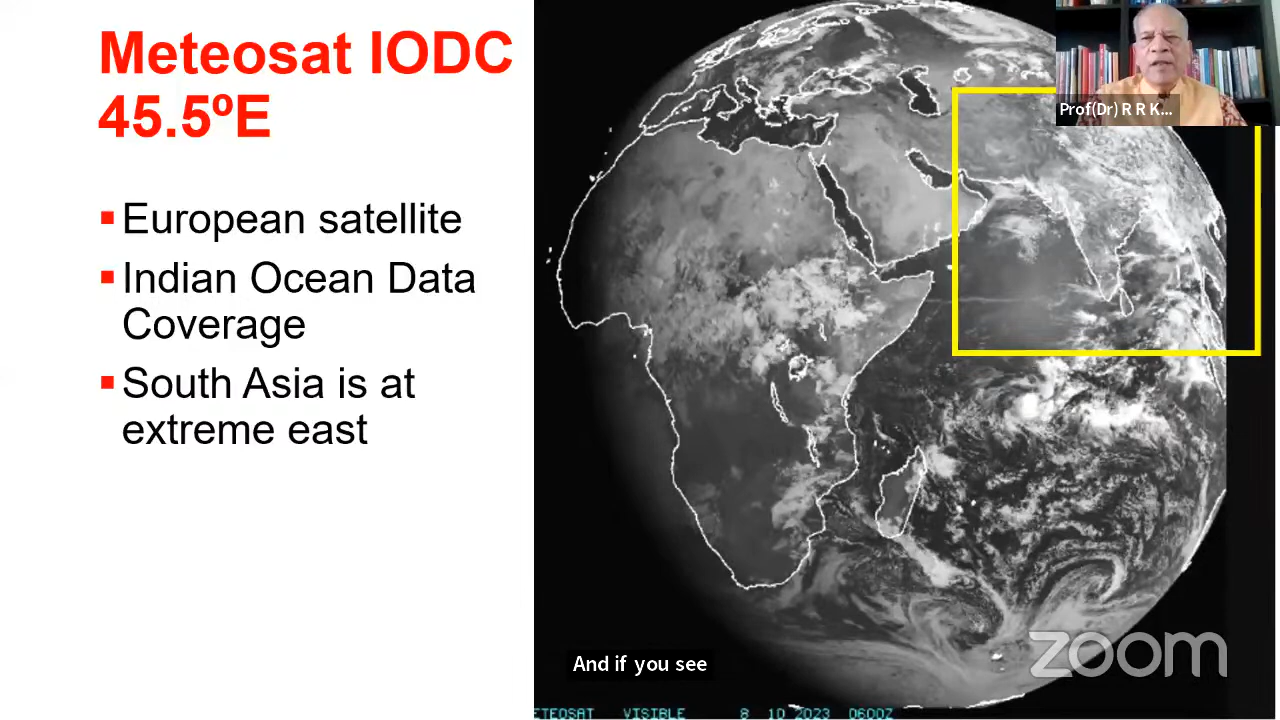 Meteosat IODC
45.5ºE
European satellite
Indian Ocean Data
Coverage
South Asia is at
extreme east
Prof(Dr) R R K...
And if you see
zoom
ETEOSAT VISIBLE 8 10 2023 0600Z